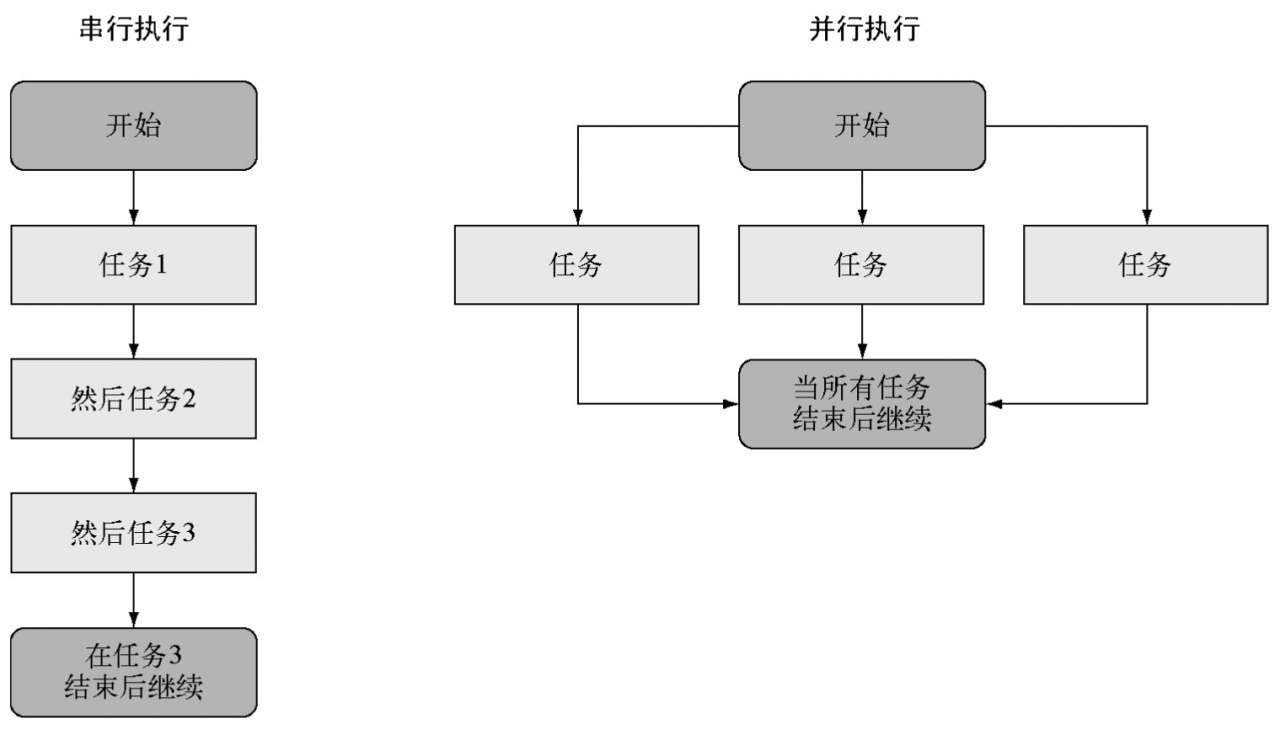 串行执行
开始
任务1
然后任务2
然后任务3
在任务3
结束后继续
并行执行
开始
任务
任务
任务
当所有任务
结束后继续